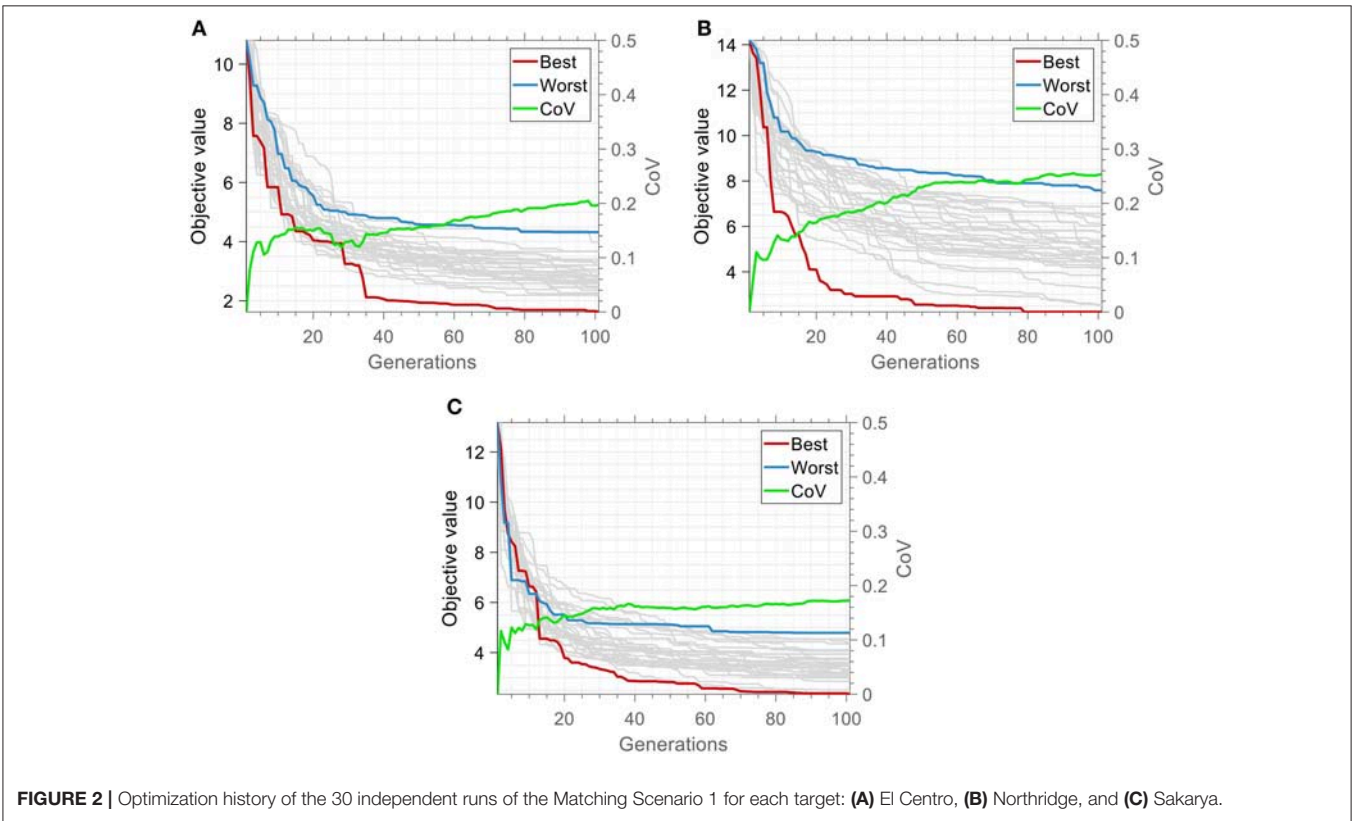 A
Objective value
10
8
6
4
2
20 40 60 80 100
Generations
0.5
0.4
0.3
0.2
0.1
0
CoV
Best
Worst
CoV
B
Objective value
14
12
10
8
6
4
20 40 60 80 100
Generations
0.5
0.4
0.3
0.2
0.1
0
CoV
Best
Worst
CoV
C
Objective value
12
10
8
6
4
20 40 60 80 100
Generations
0.5
0.4
0.3
0.2
0.1
0
CoV
Best
Worst
CoV
FIGURE 2 | Optimization history of the 30 independent runs of the Matching Scenario 1 for each target: (A) El Centro, (B) Northridge, and (C) Sakarya.